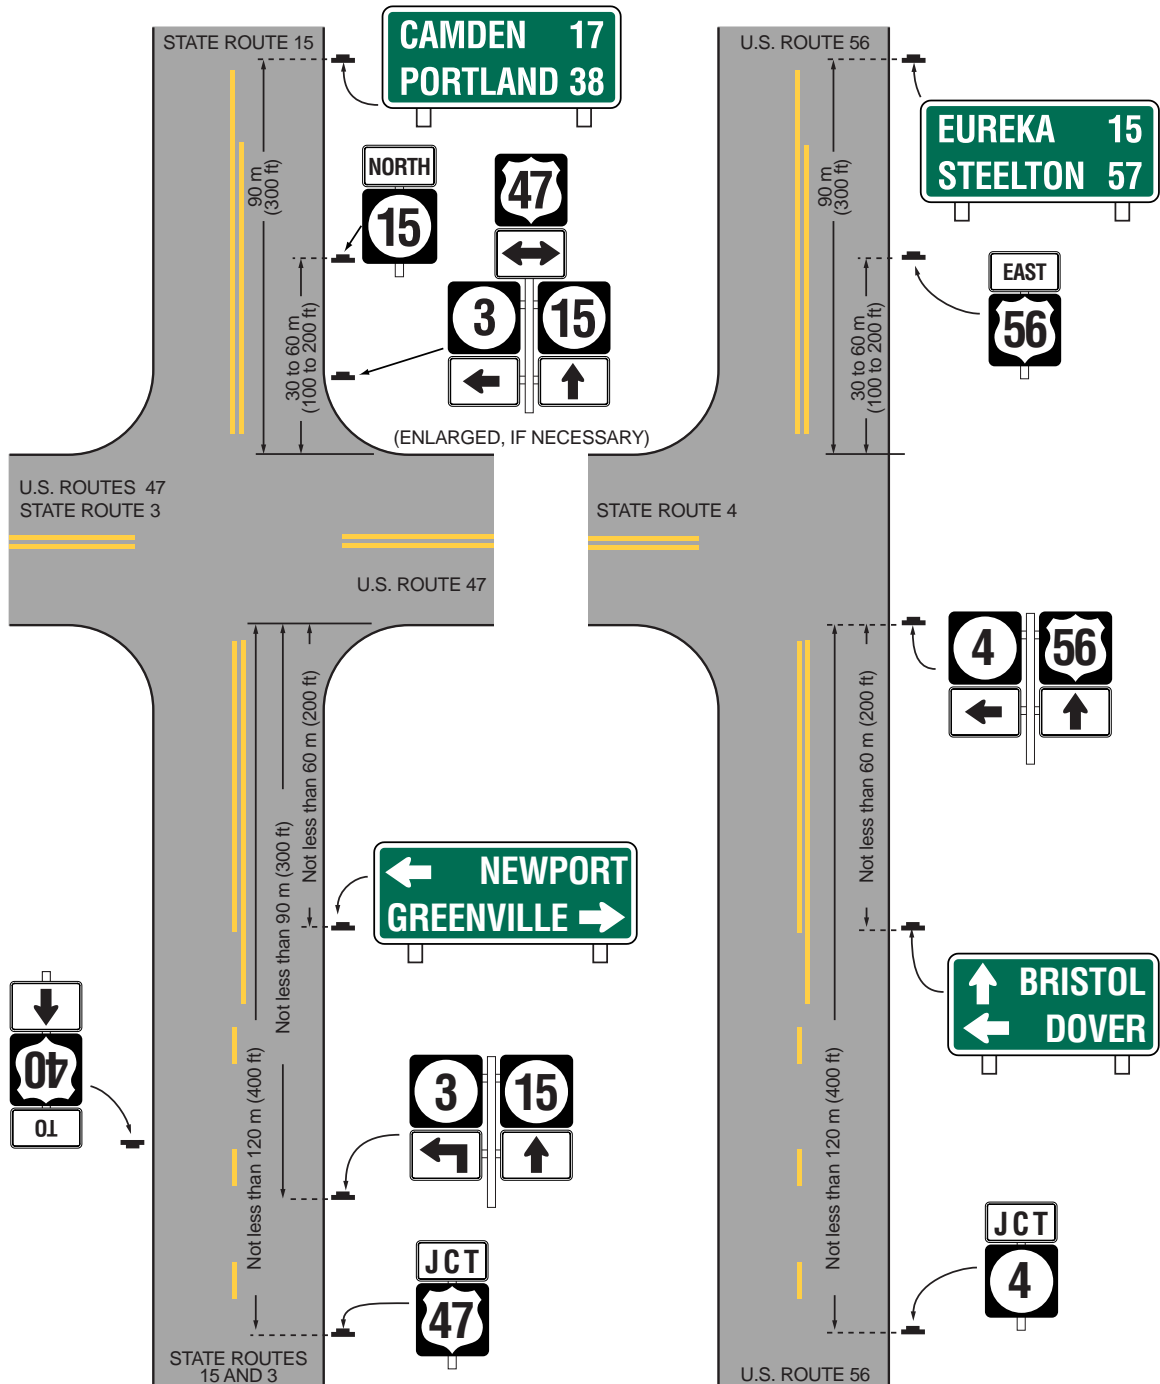 STATE ROUTE 15
CAMDEN 17
PORTLAND 38
90 m
(300 ft)
NORTH
15
47
3
15
30 to 60 m
(100 to 200 ft)
(ENLARGED, IF NECESSARY)
U.S. ROUTES 47
STATE ROUTE 3
U.S. ROUTE 47
Not less than 60 m (200 ft)
Not less than 90 m (300 ft)
Not less than 120 m (400 ft)
NEWPORT
GREENVILLE
40
TO
3
15
JCT
47
STATE ROUTES
15 AND 3
U.S. ROUTE 56
EUREKA 15
STEELTON 57
90 m
(300 ft)
EAST
56
30 to 60 m
(100 to 200 ft)
STATE ROUTE 4
4
56
Not less than 60 m (200 ft)
Not less than 120 m (400 ft)
BRISTOL
DOVER
JCT
4
U.S. ROUTE 56